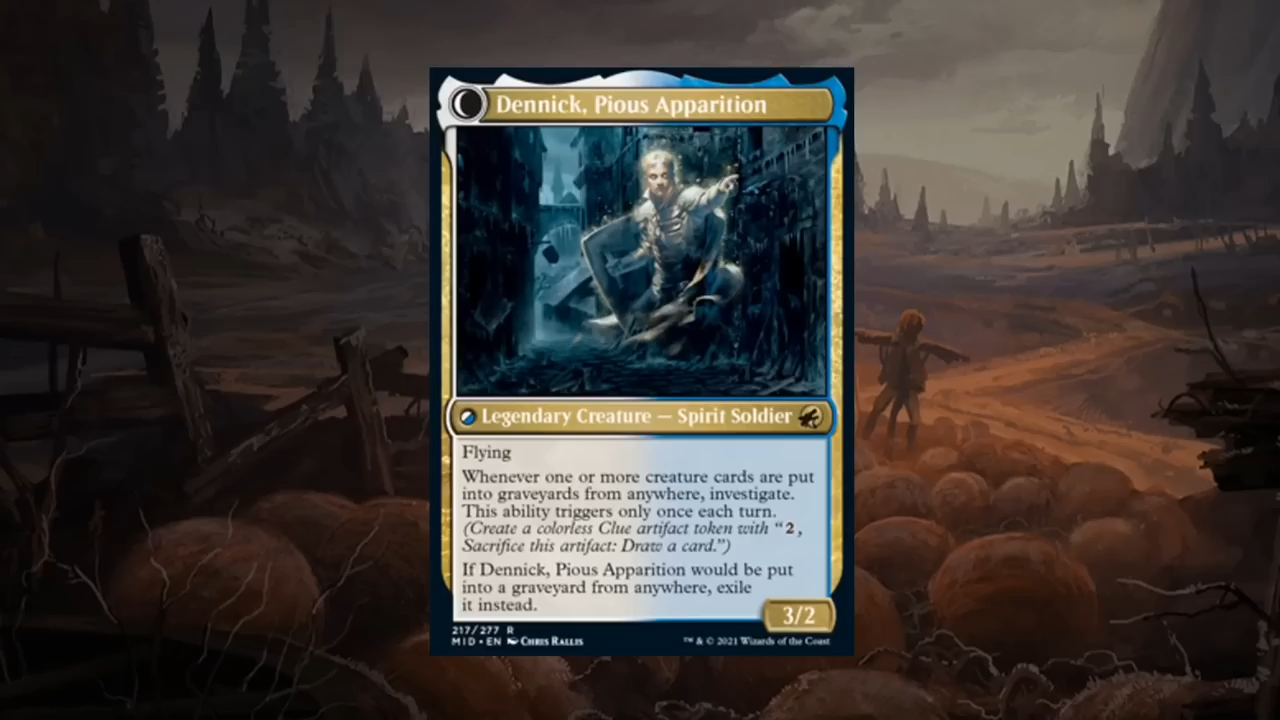 Dennick, Pious Apparition
Legendary Creature — Spirit Soldier
Flying
Whenever one or more creature cards are put
into graveyards from anywhere, investigate.
This ability triggers only once each turn.
(Create a colorless Clue artifact token with “2,
Sacrifice this artifact: Draw a card.”)
If Dennick, Pious Apparition would be put
into a graveyard from anywhere, exile
it instead.
3/2
217/277 R
MID • EN Chris Rallis
™ & © 2021 Wizards of the Coast